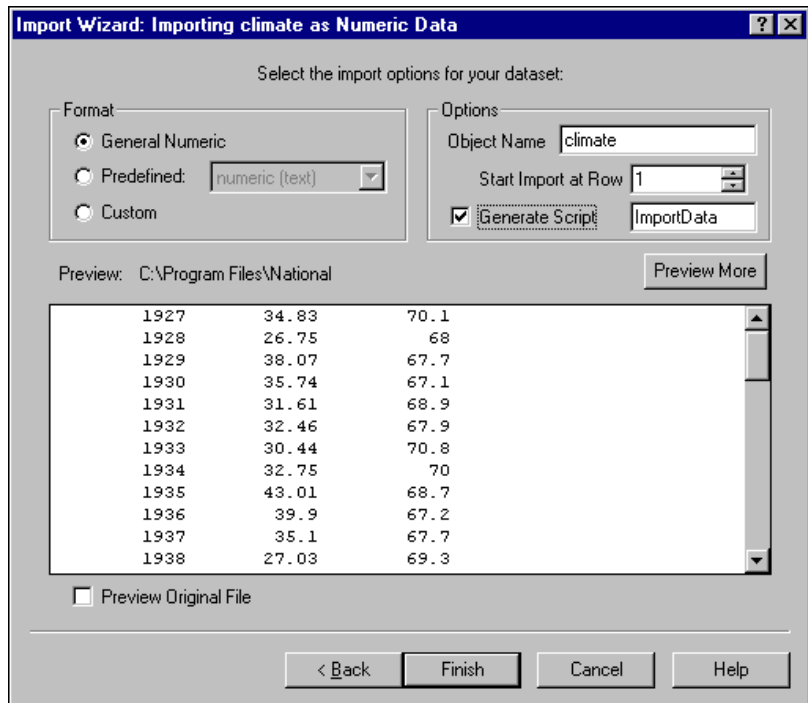 Import Wizard: Importing climate as Numeric Data
Select the import options for your dataset:
Format
General Numeric
Predefined: numeric (text)
Custom
Options
Object Name climate
Start Import at Row 1
Generate Script ImportData
Preview: C:\Program Files\National
Preview More
1927 34.83 70.1
1928 26.75 68
1929 38.07 67.7
1930 35.74 67.1
1931 31.61 68.9
1932 32.46 67.9
1933 30.44 70.8
1934 32.75 70
1935 43.01 68.7
1936 39.9 67.2
1937 35.1 67.7
1938 27.03 69.3
Preview Original File
< Back Finish Cancel Help